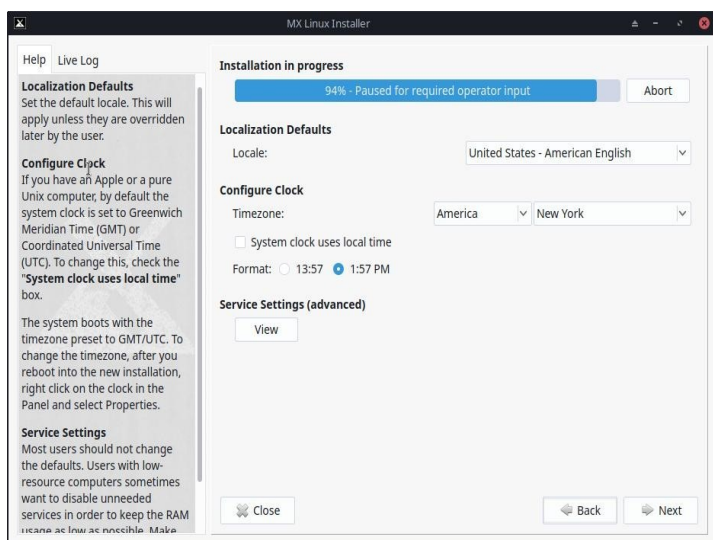 MX Linux Installer
Help Live Log
Localization Defaults
Set the default locale. This will
apply unless they are overridden
later by the user.
Configure Clock
If you have an Apple or a pure
Unix computer, by default the
system clock is set to Greenwich
Meridian Time (GMT) or
Coordinated Universal Time
(UTC). To change this, check the
"System clock uses local time"
box.
The system boots with the
timezone preset to GMT/UTC. To
change the timezone, after you
reboot into the new installation,
right click on the clock in the
Panel and select Properties.
Service Settings
Most users should not change
the defaults. Users with low-
resource computers sometimes
want to disable unneeded
services in order to keep the RAM
usage as low as possible. Make
Installation in progress
94% - Paused for required operator input
Abort
Localization Defaults
Locale: United States - American English
Configure Clock
Timezone: America New York
System clock uses local time
Format: 13:57 1:57 PM
Service Settings (advanced)
View
Close Back Next